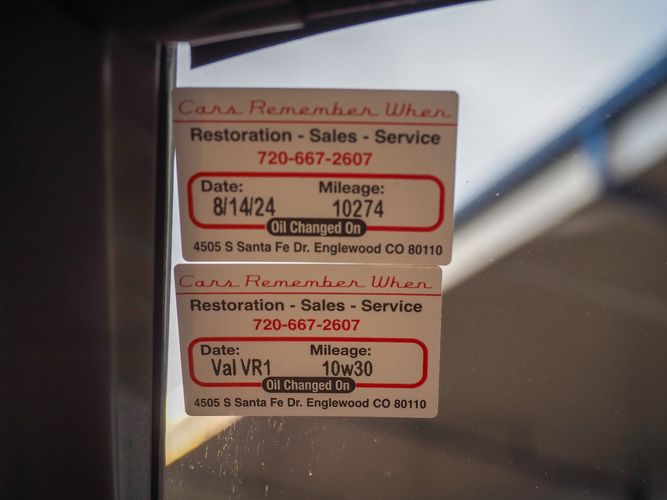 Cars Remember When
Restoration - Sales - Service
720-667-2607
Date: Mileage:
8/14/24 10274
Oil Changed On
4505 S Santa Fe Dr. Englewood CO 80110
Cars Remember When
Restoration - Sales - Service
720-667-2607
Date: Mileage:
Val VR1 10w30
Oil Changed On
4505 S Santa Fe Dr. Englewood CO 80110